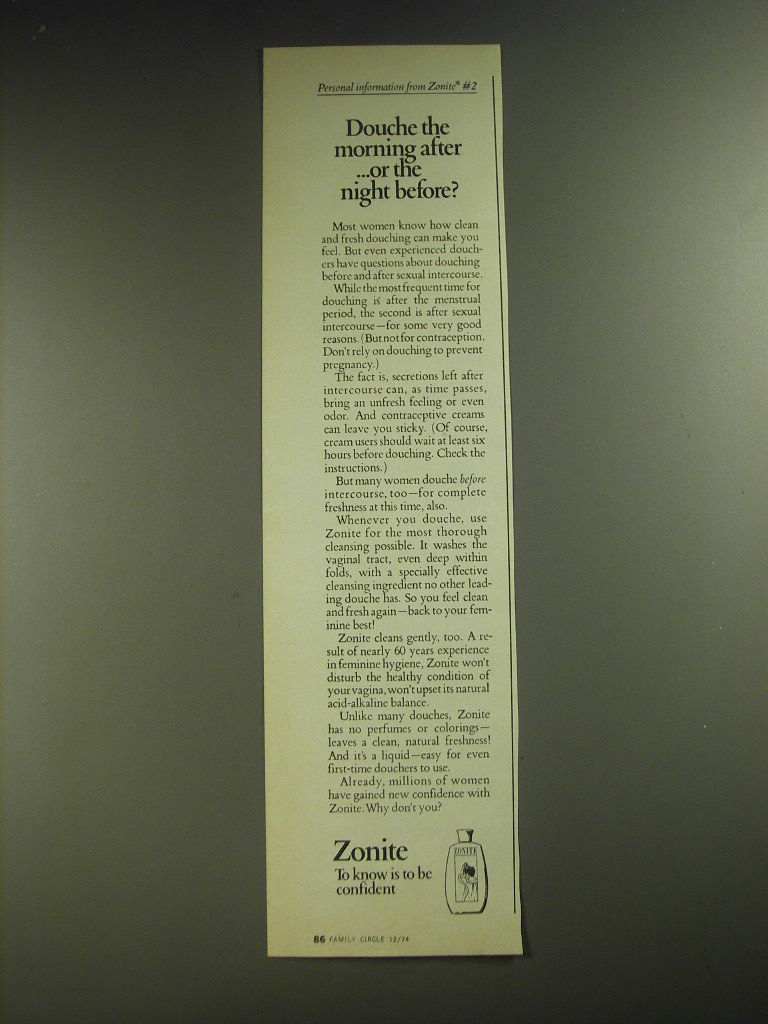 Personal information from Zonite® #2
Douche the
morning after
...or the
night before?
Most women know how clean
and fresh douching can make you
feel. But even experienced douch-
ers have questions about douching
before and after sexual intercourse.
While the most frequent time for
douching is after the menstrual
period, the second is after sexual
intercourse—for some very good
reasons. (But not for contraception.
Don't rely on douching to prevent
pregnancy.)
The fact is, secretions left after
intercourse can, as time passes,
bring an unfresh feeling or even
odor. And contraceptive creams
can leave you sticky. (Of course,
cream users should wait at least six
hours before douching. Check the
instructions.)
But many women douche before
intercourse, too—for complete
freshness at this time, also.
Whenever you douche, use
Zonite for the most thorough
cleansing possible. It washes the
vaginal tract, even deep within
folds, with a specially effective
cleansing ingredient no other lead-
ing douche has. So you feel clean
and fresh again—back to your fem-
inine best!
Zonite cleans gently, too. A re-
sult of nearly 60 years experience
in feminine hygiene, Zonite won't
disturb the healthy condition of
your vagina, won't upset its natural
acid-alkaline balance.
Unlike many douches, Zonite
has no perfumes or colorings—
leaves a clean, natural freshness!
And it's a liquid—easy for even
first-time douchers to use.
Already, millions of women
have gained new confidence with
Zonite. Why don't you?
Zonite
To know is to be
confident
ZONITE
86 FAMILY CIRCLE 12/74